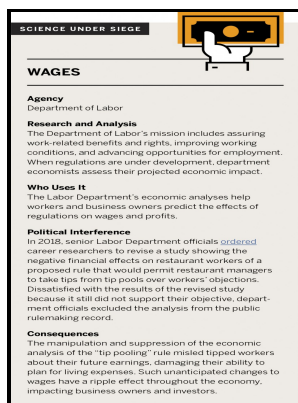 SCIENCE UNDER SIEGE
WAGES
Agency
Department of Labor
Research and Analysis
The Department of Labor's mission includes assuring
work-related benefits and rights, improving working
conditions, and advancing opportunities for employment.
When regulations are under development, department
economists assess their projected economic impact.
Who Uses It
The Labor Department's economic analyses help
workers and business owners predict the effects of
regulations on wages and profits.
Political Interference
In 2018, senior Labor Department officials ordered
career researchers to revise a study showing the
negative financial effects on restaurant workers of a
proposed rule that would permit restaurant managers
to take tips from tip pools over workers' objections.
Dissatisfied with the results of the revised study
because it still did not support their objective, depart-
ment officials excluded the analysis from the public
rulemaking record.
Consequences
The manipulation and suppression of the economic
analysis of the "tip pooling" rule misled tipped workers
about their future earnings, damaging their ability to
plan for living expenses. Such unanticipated changes to
wages have a ripple effect throughout the economy,
impacting business owners and investors.